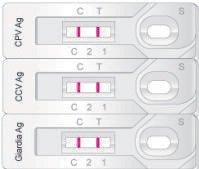 CPV Ag
C T
S
C 2 1
CCV Ag
C T
S
C 2 1
Giardia Ag
C T
S
C 2 1